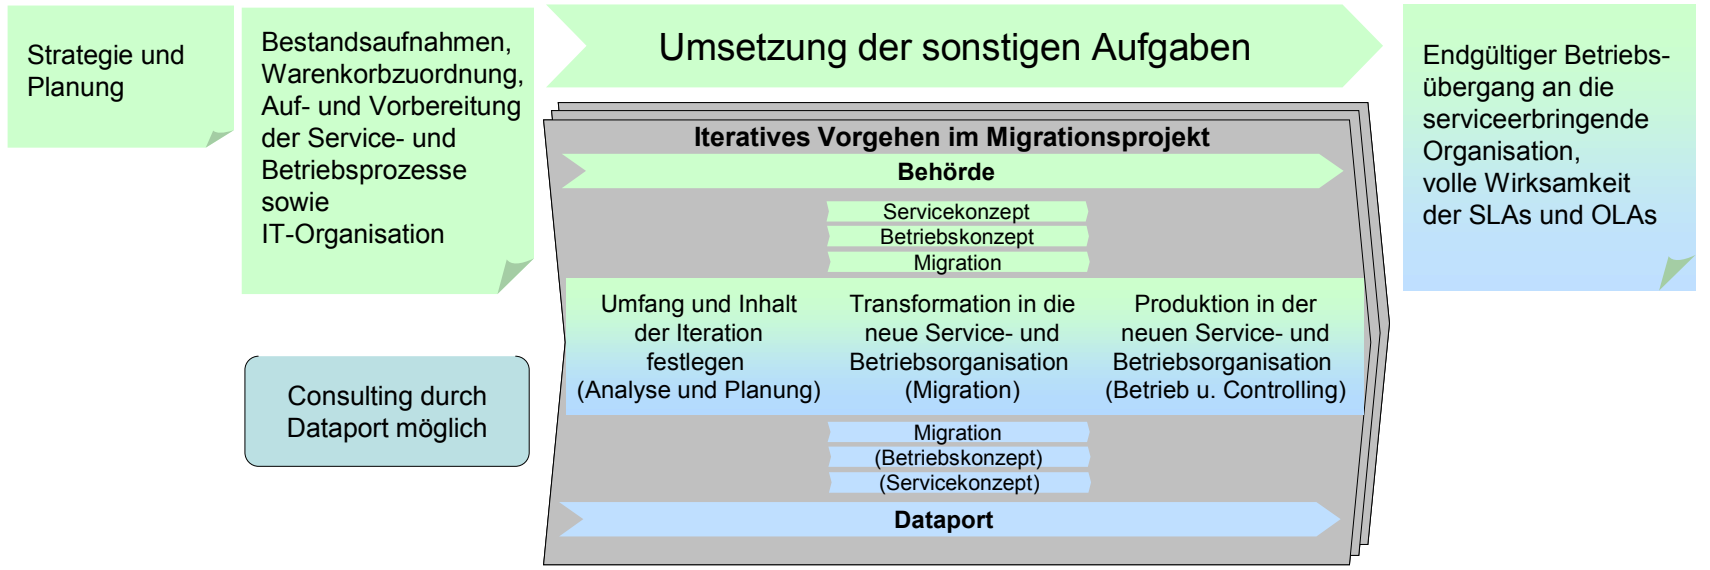 Strategie und
Planung
Bestandsaufnahmen,
Warenkorbzuordnung,
Auf- und Vorbereitung
der Service- und
Betriebsprozesse
sowie
IT-Organisation
Consulting durch
Dataport möglich
Umsetzung der sonstigen Aufgaben
Iteratives Vorgehen im Migrationsprojekt
Behörde
Servicekonzept
Betriebskonzept
Migration
Umfang und Inhalt
der Iteration
festlegen
(Analyse und Planung)
Transformation in die
neue Service- und
Betriebsorganisation
(Migration)
Produktion in der
neuen Service- und
Betriebsorganisation
(Betrieb u. Controlling)
Migration
(Betriebskonzept)
(Servicekonzept)
Dataport
Endgültiger Betriebs-
übergang an die
serviceerbringende
Organisation,
volle Wirksamkeit
der SLAs und OLAs